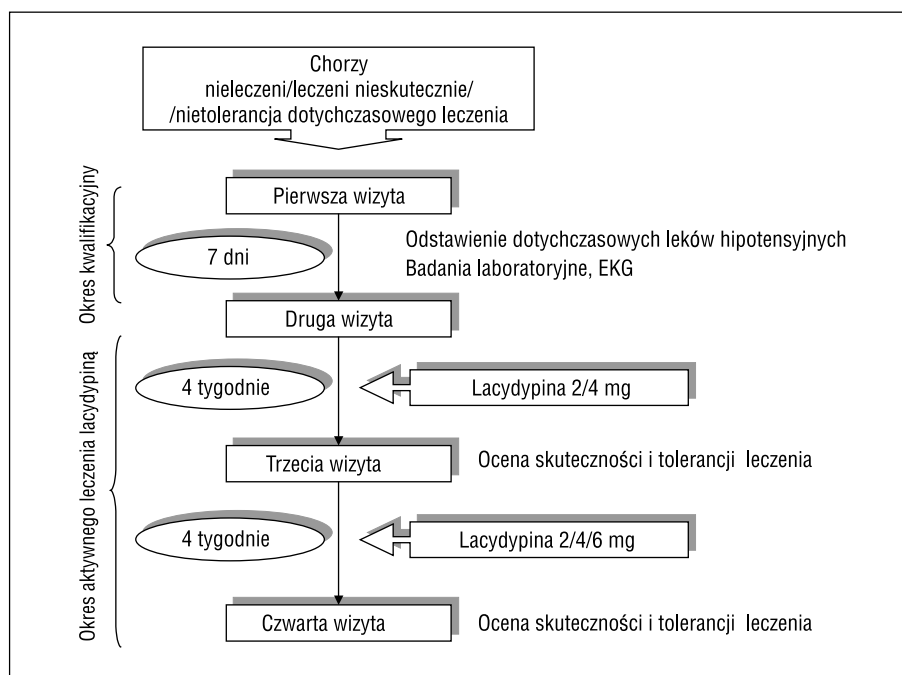 Chorzy
nieleczeni/leczeni nieskutecznie/
/nietolerancja dotychczasowego leczenia
Okres kwalifikacyjny
Pierwsza wizyta
7 dni
Odstawienie dotychczasowych leków hipotensyjnych
Badania laboratoryjne, EKG
Druga wizyta
Okres aktywnego leczenia lacydypiną
4 tygodnie
Lacydypina 2/4 mg
Trzecia wizyta
Ocena skuteczności i tolerancji leczenia
4 tygodnie
Lacydypina 2/4/6 mg
Czwarta wizyta
Ocena skuteczności i tolerancji leczenia